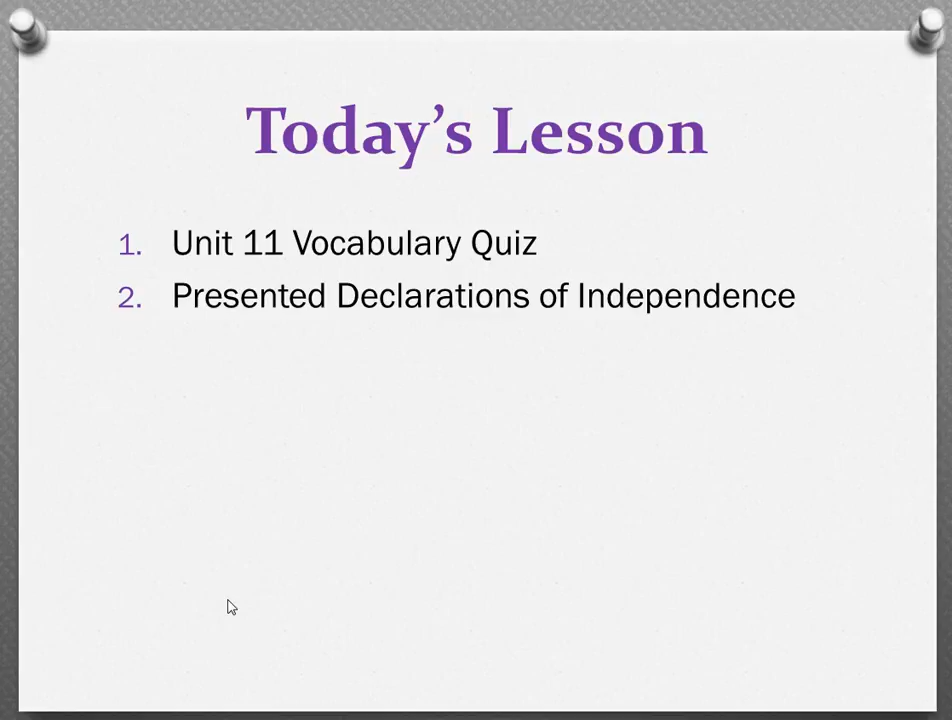 Today’s Lesson
1. Unit 11 Vocabulary Quiz
2. Presented Declarations of Independence